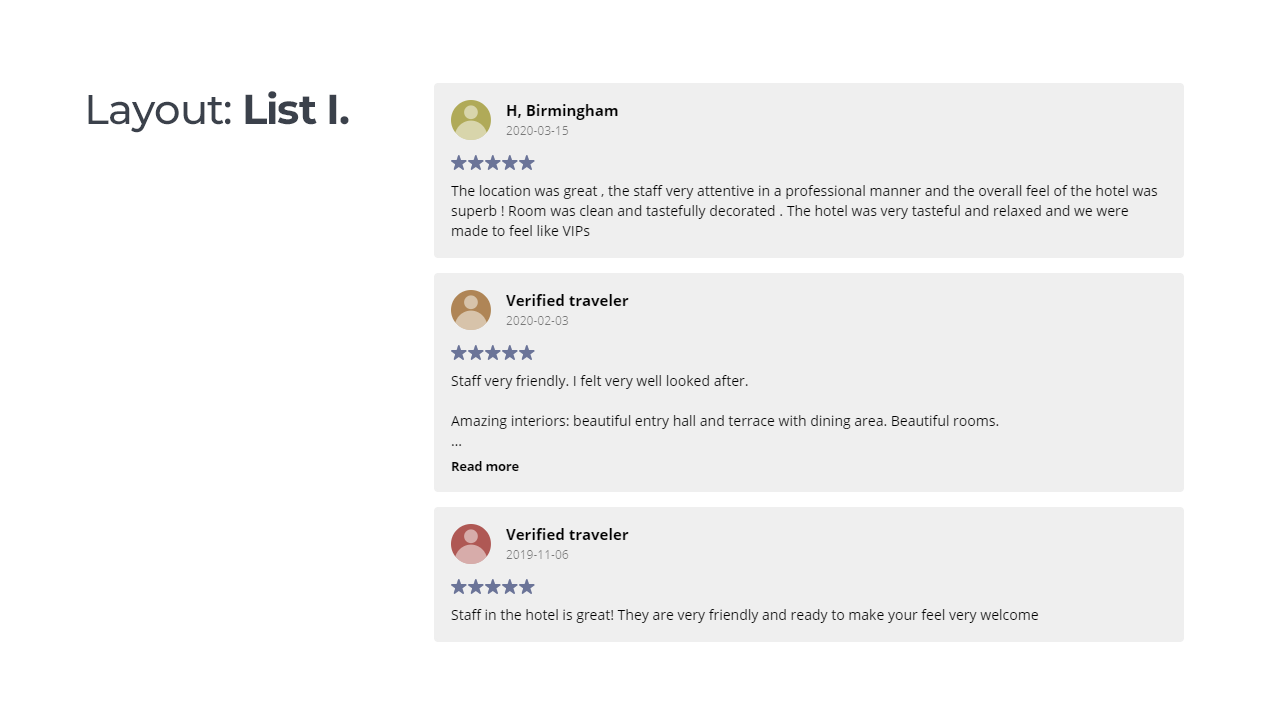 Layout: List I.
H, Birmingham
2020-03-15
The location was great , the staff very attentive in a professional manner and the overall feel of the hotel was
superb ! Room was clean and tastefully decorated . The hotel was very tasteful and relaxed and we were
made to feel like VIPs
Verified traveler
2020-02-03
Staff very friendly. I felt very well looked after.
Amazing interiors: beautiful entry hall and terrace with dining area. Beautiful rooms.
...
Read more
Verified traveler
2019-11-06
Staff in the hotel is great! They are very friendly and ready to make your feel very welcome